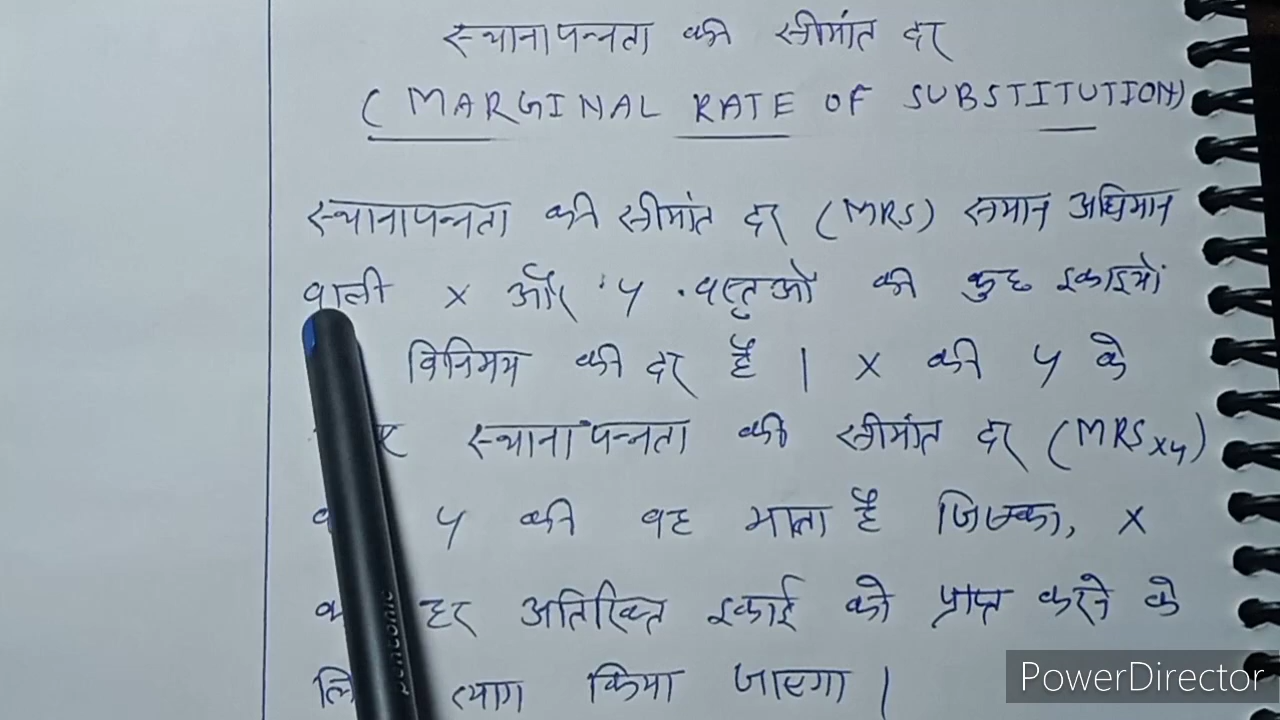 स्थानापन्नता की सीमांत दर
(MARGINAL RATE OF SUBSTITUTION)
स्थानापन्नता की सीमांत दर (MRS) समान अधिमान
वाली x और y वस्तुओं की कुछ इकाइयों
विनिमय की दर है । x की y के
स्थानापन्नता की सीमांत दर (MRSxy)
y की वह मात्रा है जिसका, x
हर अतिरिक्त इकाई को प्राप्त करने के
त्याग किया जाएगा ।
penconic
PowerDirector